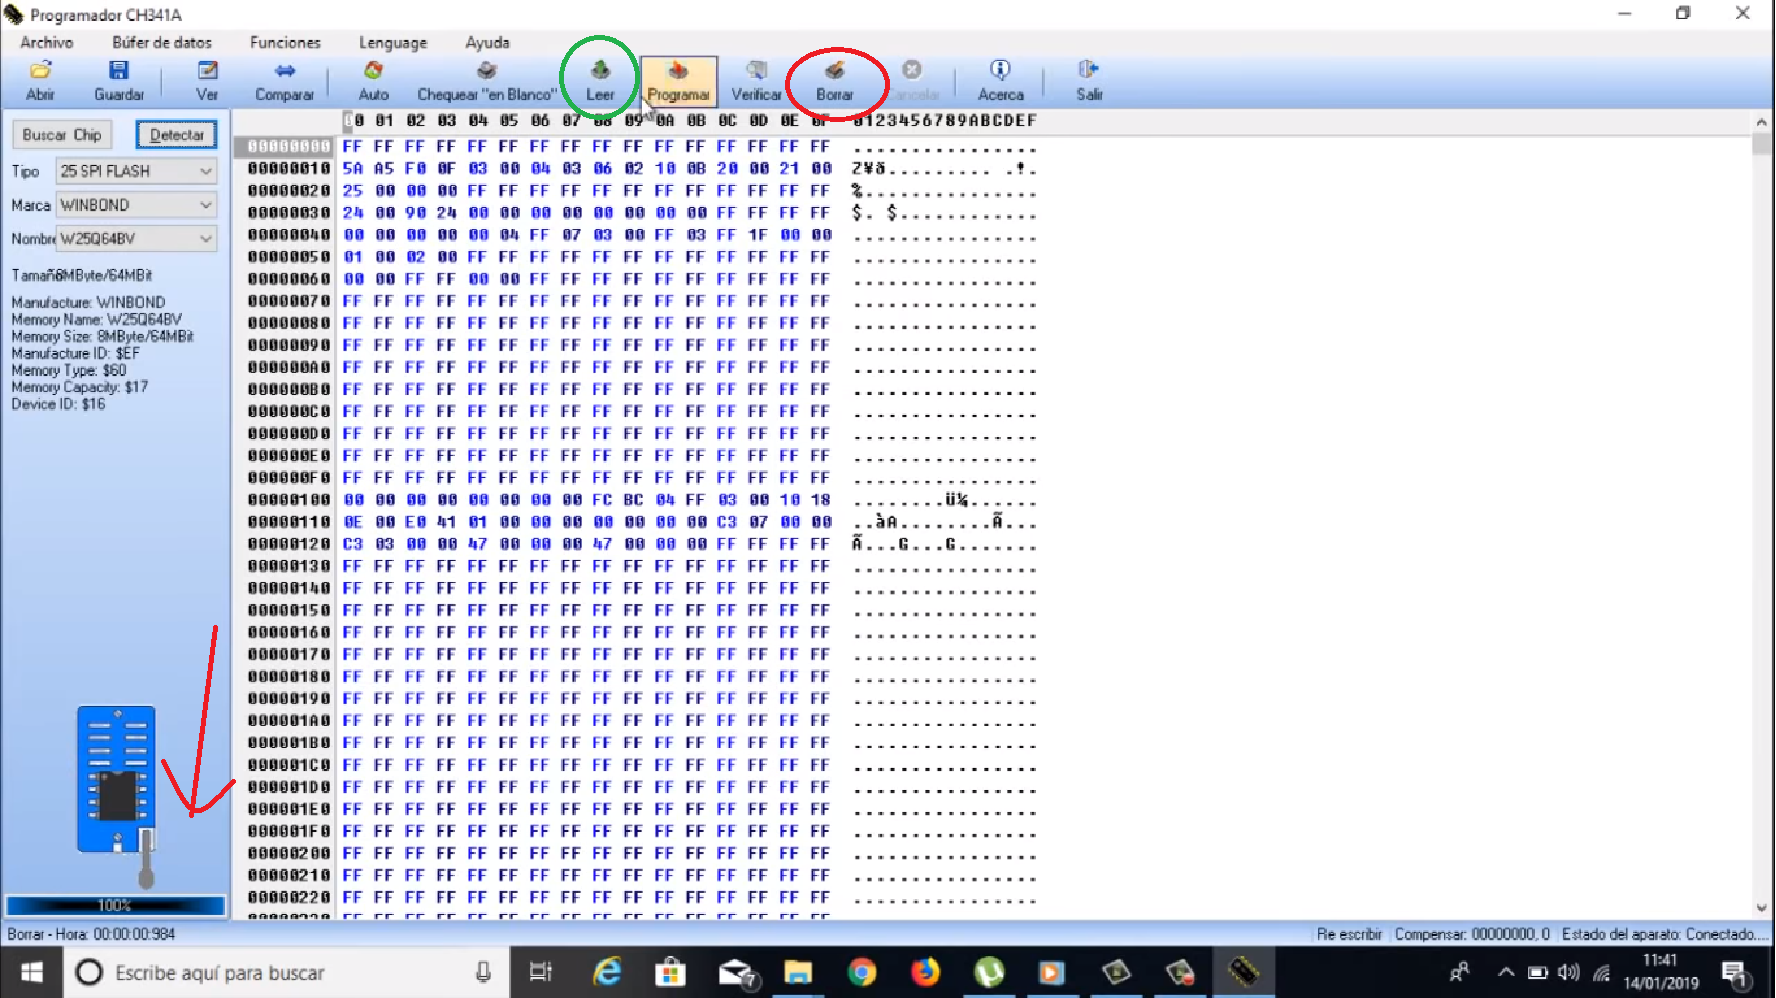 Programador CH341A
Archivo Búfer de datos Funciones Lenguage Ayuda
Abrir Guardar Ver Comparar Auto Chequear "en Blanco" Leer Programar Verificar Borrar Cancelar Acerca Salir
Buscar Chip Detectar
Tipo 25 SPI FLASH
Marca WINBOND
Nombre W25Q64BV
Tamañ8MByte/64MBit
Manufacture: WINBOND
Memory Name: W25Q64BV
Memory Size: 8MByte/64MBit
Manufacture ID: $EF
Memory Type: $60
Memory Capacity: $17
Device ID: $16
100%
00 01 02 03 04 05 06 07 08 09 0A 0B 0C 0D 0E 0F 0123456789ABCDEF
00000000 FF FF FF FF FF FF FF FF FF FF FF FF FF FF FF FF ................
00000010 5A A5 F0 0F 03 00 04 03 06 02 10 0B 20 00 21 00 Z¥ð......... .!.
00000020 25 00 00 00 FF FF FF FF FF FF FF FF FF FF FF FF %...............
00000030 24 00 90 24 00 00 00 00 00 00 00 00 FF FF FF FF $. $............
00000040 00 00 00 00 00 04 FF 07 03 00 FF 03 FF 1F 00 00 ................
00000050 01 00 02 00 FF FF FF FF FF FF FF FF FF FF FF FF ................
00000060 00 00 FF FF 00 00 FF FF FF FF FF FF FF FF FF FF ................
00000070 FF FF FF FF FF FF FF FF FF FF FF FF FF FF FF FF ................
00000080 FF FF FF FF FF FF FF FF FF FF FF FF FF FF FF FF ................
00000090 FF FF FF FF FF FF FF FF FF FF FF FF FF FF FF FF ................
000000A0 FF FF FF FF FF FF FF FF FF FF FF FF FF FF FF FF ................
000000B0 FF FF FF FF FF FF FF FF FF FF FF FF FF FF FF FF ................
000000C0 FF FF FF FF FF FF FF FF FF FF FF FF FF FF FF FF ................
000000D0 FF FF FF FF FF FF FF FF FF FF FF FF FF FF FF FF ................
000000E0 FF FF FF FF FF FF FF FF FF FF FF FF FF FF FF FF ................
000000F0 FF FF FF FF FF FF FF FF FF FF FF FF FF FF FF FF ................
00000100 00 00 00 00 00 00 00 00 FC BC 04 FF 03 00 10 18 ........ü¼......
00000110 0E 00 E0 41 01 00 00 00 00 00 00 00 C3 07 00 00 ..àA........Ã...
00000120 C3 03 00 00 47 00 00 00 47 00 00 00 FF FF FF FF Ã...G...G.......
00000130 FF FF FF FF FF FF FF FF FF FF FF FF FF FF FF FF ................
00000140 FF FF FF FF FF FF FF FF FF FF FF FF FF FF FF FF ................
00000150 FF FF FF FF FF FF FF FF FF FF FF FF FF FF FF FF ................
00000160 FF FF FF FF FF FF FF FF FF FF FF FF FF FF FF FF ................
00000170 FF FF FF FF FF FF FF FF FF FF FF FF FF FF FF FF ................
00000180 FF FF FF FF FF FF FF FF FF FF FF FF FF FF FF FF ................
00000190 FF FF FF FF FF FF FF FF FF FF FF FF FF FF FF FF ................
000001A0 FF FF FF FF FF FF FF FF FF FF FF FF FF FF FF FF ................
000001B0 FF FF FF FF FF FF FF FF FF FF FF FF FF FF FF FF ................
000001C0 FF FF FF FF FF FF FF FF FF FF FF FF FF FF FF FF ................
000001D0 FF FF FF FF FF FF FF FF FF FF FF FF FF FF FF FF ................
000001E0 FF FF FF FF FF FF FF FF FF FF FF FF FF FF FF FF ................
000001F0 FF FF FF FF FF FF FF FF FF FF FF FF FF FF FF FF ................
00000200 FF FF FF FF FF FF FF FF FF FF FF FF FF FF FF FF ................
00000210 FF FF FF FF FF FF FF FF FF FF FF FF FF FF FF FF ................
00000220 FF FF FF FF FF FF FF FF FF FF FF FF FF FF FF FF ................
Borrar - Hora: 00:00:00:984 Re escribir Compensar: 00000000, 0 Estado del aparato: Conectado....
Escribe aquí para buscar 7 11:41
14/01/2019 1